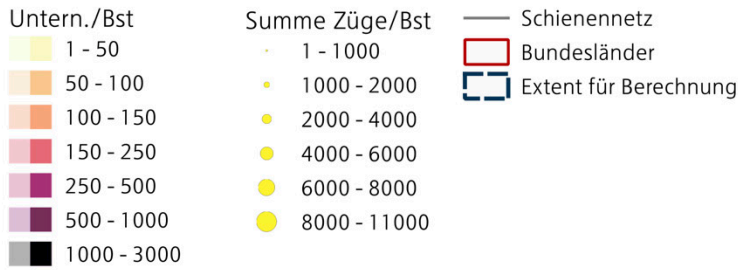 Untern./Bst
1 - 50
50 - 100
100 - 150
150 - 250
250 - 500
500 - 1000
1000 - 3000
Summe Züge/Bst
1 - 1000
1000 - 2000
2000 - 4000
4000 - 6000
6000 - 8000
8000 - 11000
Schienennetz
Bundesländer
Extent für Berechnung